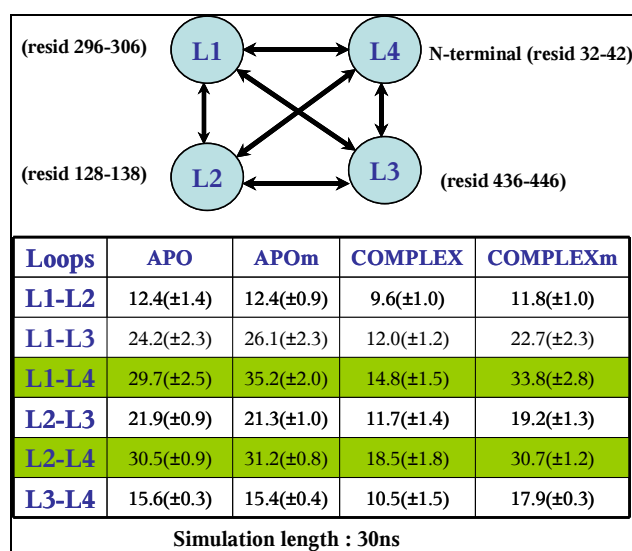 (resid 296-306) L1 L4 N-terminal (resid 32-42)
(resid 128-138) L2 L3 (resid 436-446)
Loops APO APOm COMPLEX COMPLEXm
L1-L2 12.4(±1.4) 12.4(±0.9) 9.6(±1.0) 11.8(±1.0)
L1-L3 24.2(±2.3) 26.1(±2.3) 12.0(±1.2) 22.7(±2.3)
L1-L4 29.7(±2.5) 35.2(±2.0) 14.8(±1.5) 33.8(±2.8)
L2-L3 21.9(±0.9) 21.3(±1.0) 11.7(±1.4) 19.2(±1.3)
L2-L4 30.5(±0.9) 31.2(±0.8) 18.5(±1.8) 30.7(±1.2)
L3-L4 15.6(±0.3) 15.4(±0.4) 10.5(±1.5) 17.9(±0.3)
Simulation length : 30ns